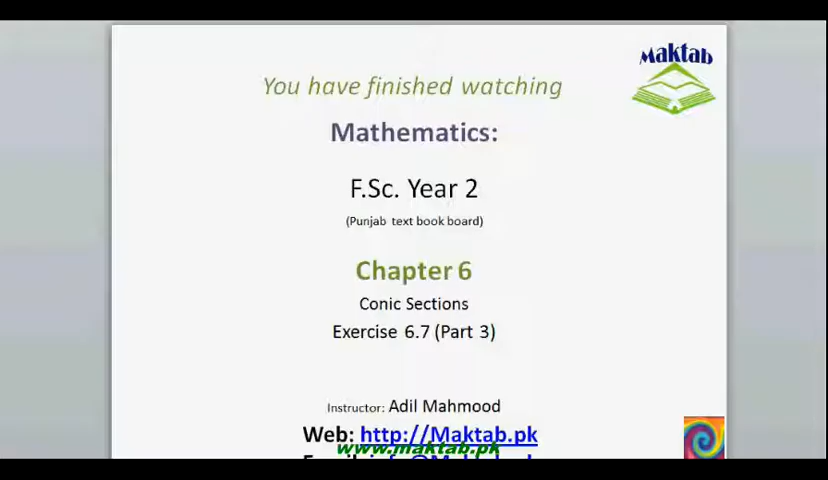 Maktab
You have finished watching
Mathematics:
F.Sc. Year 2
(Punjab text book board)
Chapter 6
Conic Sections
Exercise 6.7 (Part 3)
Instructor: Adil Mahmood
Web: http://Maktab.pk
www.maktab.pk